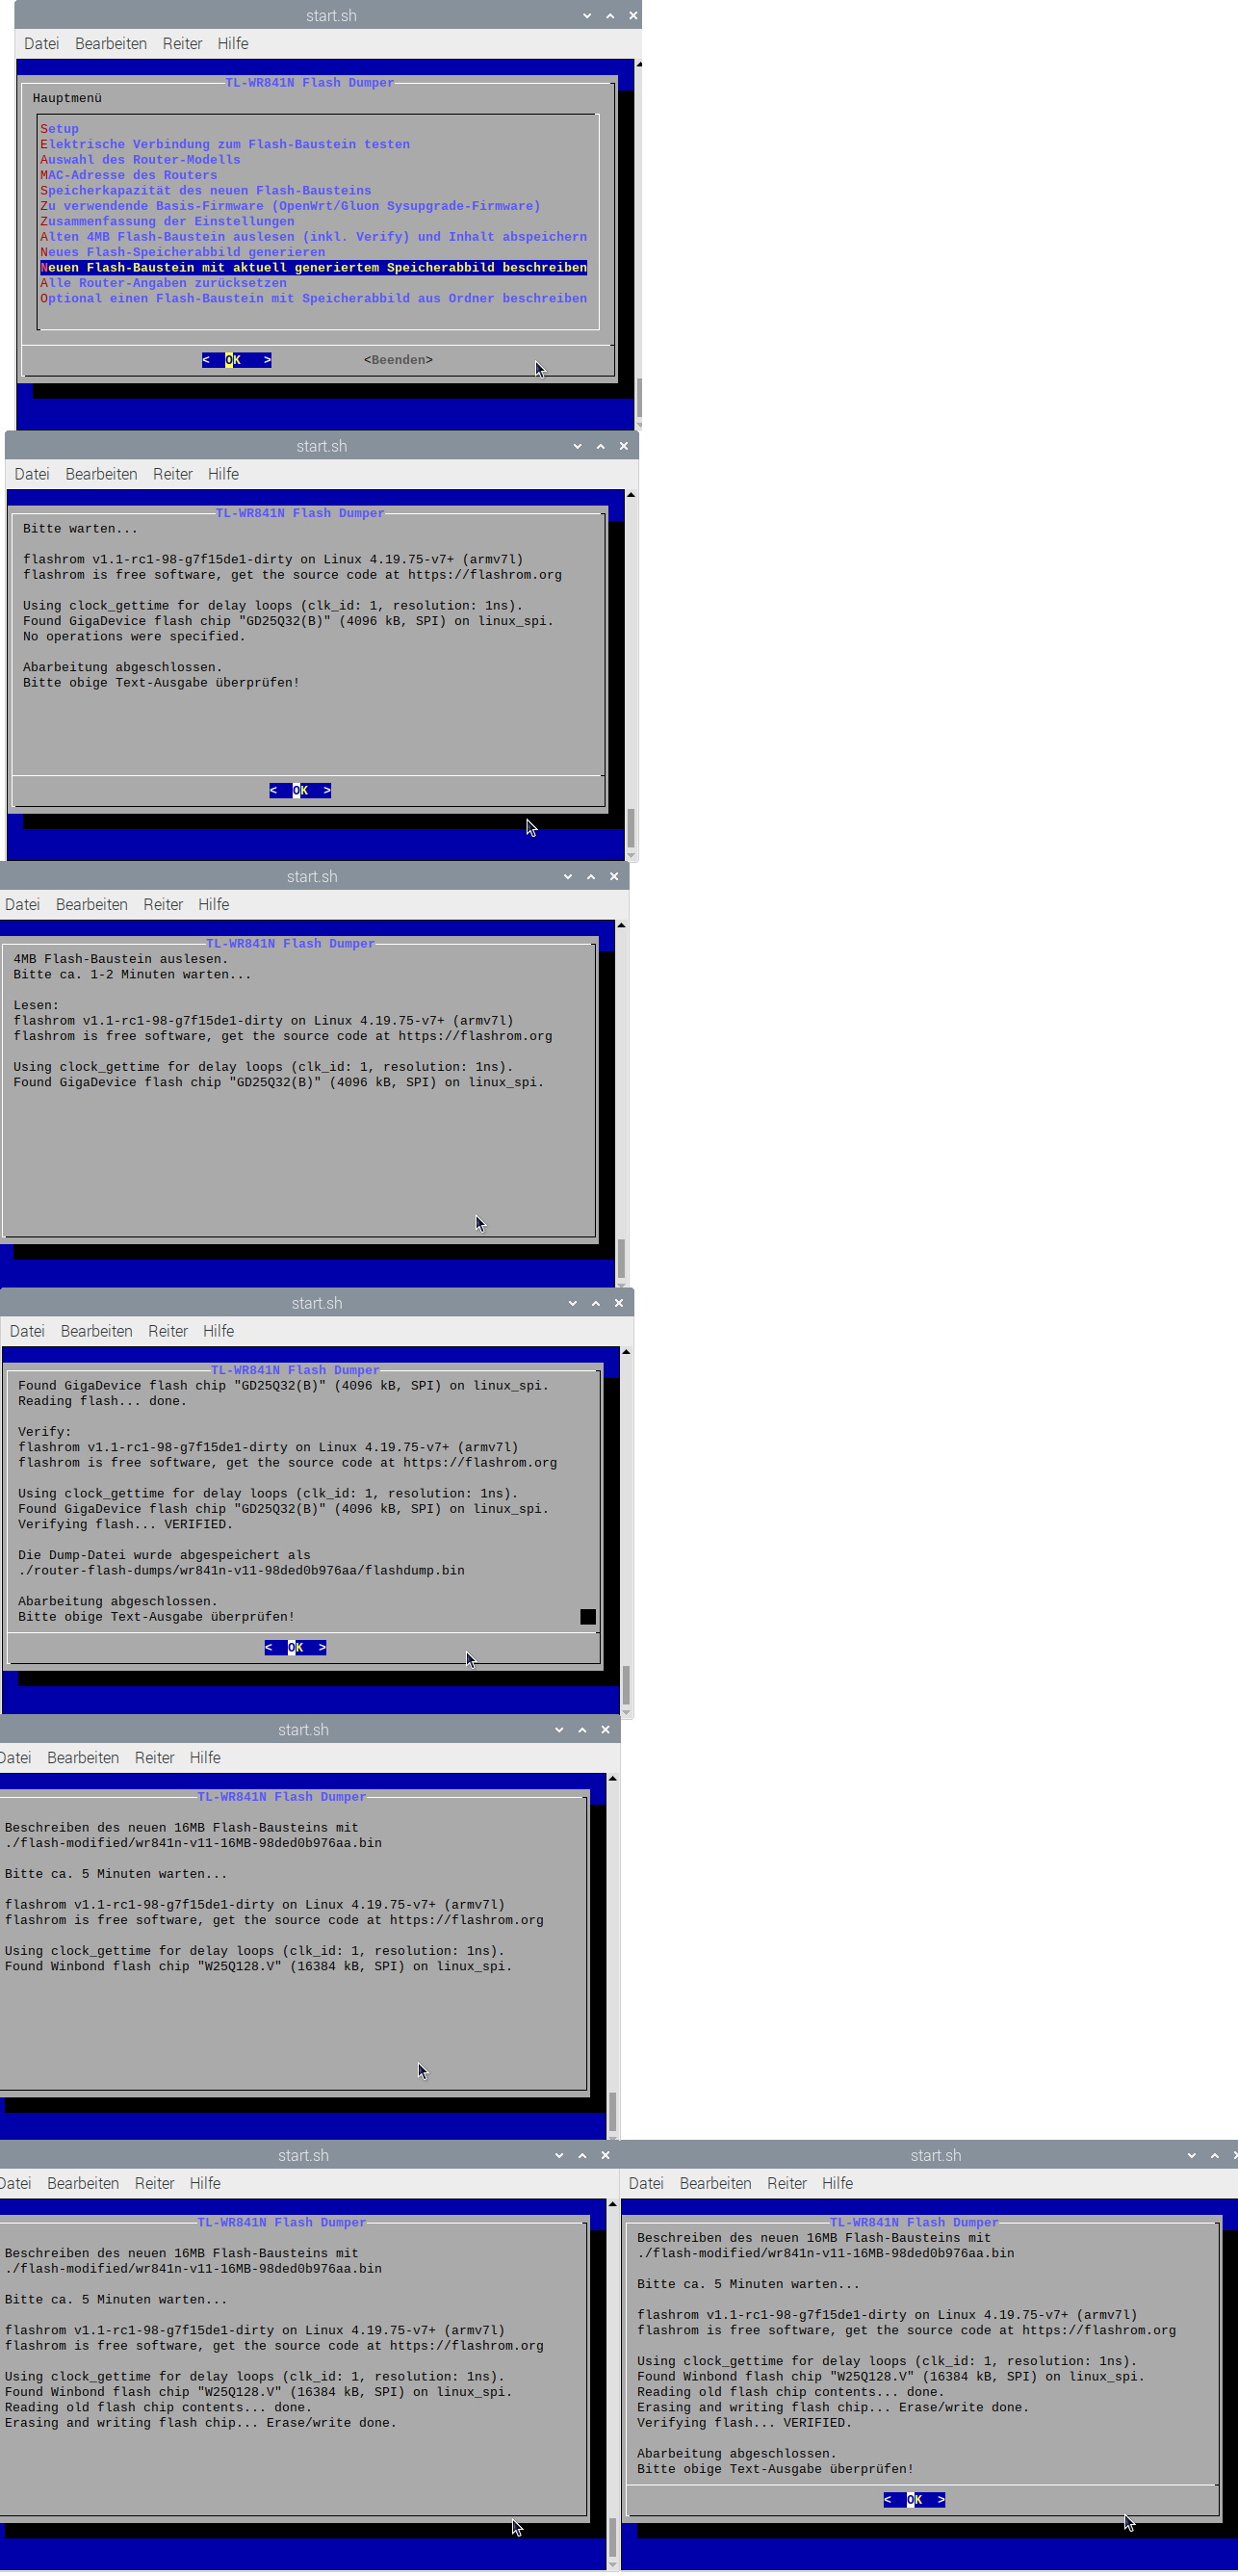 start.sh
Datei Bearbeiten Reiter Hilfe
TL-WR841N Flash Dumper
Hauptmenü
Setup
Elektrische Verbindung zum Flash-Baustein testen
Auswahl des Router-Modells
MAC-Adresse des Routers
Speicherkapazität des neuen Flash-Bausteins
Zu verwendende Basis-Firmware (OpenWrt/Gluon Sysupgrade-Firmware)
Zusammenfassung der Einstellungen
Alten 4MB Flash-Baustein auslesen (inkl. Verify) und Inhalt abspeichern
Neues Flash-Speicherabbild generieren
Neuen Flash-Baustein mit aktuell generiertem Speicherabbild beschreiben
Alle Router-Angaben zurücksetzen
Optional einen Flash-Baustein mit Speicherabbild aus Ordner beschreiben
< OK > <Beenden>
start.sh
Datei Bearbeiten Reiter Hilfe
TL-WR841N Flash Dumper
Bitte warten...
flashrom v1.1-rc1-98-g7f15de1-dirty on Linux 4.19.75-v7+ (armv7l)
flashrom is free software, get the source code at https://flashrom.org
Using clock_gettime for delay loops (clk_id: 1, resolution: 1ns).
Found GigaDevice flash chip "GD25Q32(B)" (4096 kB, SPI) on linux_spi.
No operations were specified.
Abarbeitung abgeschlossen.
Bitte obige Text-Ausgabe überprüfen!
< OK >
start.sh
Datei Bearbeiten Reiter Hilfe
TL-WR841N Flash Dumper
4MB Flash-Baustein auslesen.
Bitte ca. 1-2 Minuten warten...
Lesen:
flashrom v1.1-rc1-98-g7f15de1-dirty on Linux 4.19.75-v7+ (armv7l)
flashrom is free software, get the source code at https://flashrom.org
Using clock_gettime for delay loops (clk_id: 1, resolution: 1ns).
Found GigaDevice flash chip "GD25Q32(B)" (4096 kB, SPI) on linux_spi.
start.sh
Datei Bearbeiten Reiter Hilfe
TL-WR841N Flash Dumper
Found GigaDevice flash chip "GD25Q32(B)" (4096 kB, SPI) on linux_spi.
Reading flash... done.
Verify:
flashrom v1.1-rc1-98-g7f15de1-dirty on Linux 4.19.75-v7+ (armv7l)
flashrom is free software, get the source code at https://flashrom.org
Using clock_gettime for delay loops (clk_id: 1, resolution: 1ns).
Found GigaDevice flash chip "GD25Q32(B)" (4096 kB, SPI) on linux_spi.
Verifying flash... VERIFIED.
Die Dump-Datei wurde abgespeichert als
./router-flash-dumps/wr841n-v11-98ded0b976aa/flashdump.bin
Abarbeitung abgeschlossen.
Bitte obige Text-Ausgabe überprüfen!
< OK >
start.sh
Datei Bearbeiten Reiter Hilfe
TL-WR841N Flash Dumper
Beschreiben des neuen 16MB Flash-Bausteins mit
./flash-modified/wr841n-v11-16MB-98ded0b976aa.bin
Bitte ca. 5 Minuten warten...
flashrom v1.1-rc1-98-g7f15de1-dirty on Linux 4.19.75-v7+ (armv7l)
flashrom is free software, get the source code at https://flashrom.org
Using clock_gettime for delay loops (clk_id: 1, resolution: 1ns).
Found Winbond flash chip "W25Q128.V" (16384 kB, SPI) on linux_spi.
start.sh
Datei Bearbeiten Reiter Hilfe
TL-WR841N Flash Dumper
Beschreiben des neuen 16MB Flash-Bausteins mit
./flash-modified/wr841n-v11-16MB-98ded0b976aa.bin
Bitte ca. 5 Minuten warten...
flashrom v1.1-rc1-98-g7f15de1-dirty on Linux 4.19.75-v7+ (armv7l)
flashrom is free software, get the source code at https://flashrom.org
Using clock_gettime for delay loops (clk_id: 1, resolution: 1ns).
Found Winbond flash chip "W25Q128.V" (16384 kB, SPI) on linux_spi.
Reading old flash chip contents... done.
Erasing and writing flash chip... Erase/write done.
start.sh
Datei Bearbeiten Reiter Hilfe
TL-WR841N Flash Dumper
Beschreiben des neuen 16MB Flash-Bausteins mit
./flash-modified/wr841n-v11-16MB-98ded0b976aa.bin
Bitte ca. 5 Minuten warten...
flashrom v1.1-rc1-98-g7f15de1-dirty on Linux 4.19.75-v7+ (armv7l)
flashrom is free software, get the source code at https://flashrom.org
Using clock_gettime for delay loops (clk_id: 1, resolution: 1ns).
Found Winbond flash chip "W25Q128.V" (16384 kB, SPI) on linux_spi.
Reading old flash chip contents... done.
Erasing and writing flash chip... Erase/write done.
Verifying flash... VERIFIED.
Abarbeitung abgeschlossen.
Bitte obige Text-Ausgabe überprüfen!
< OK >